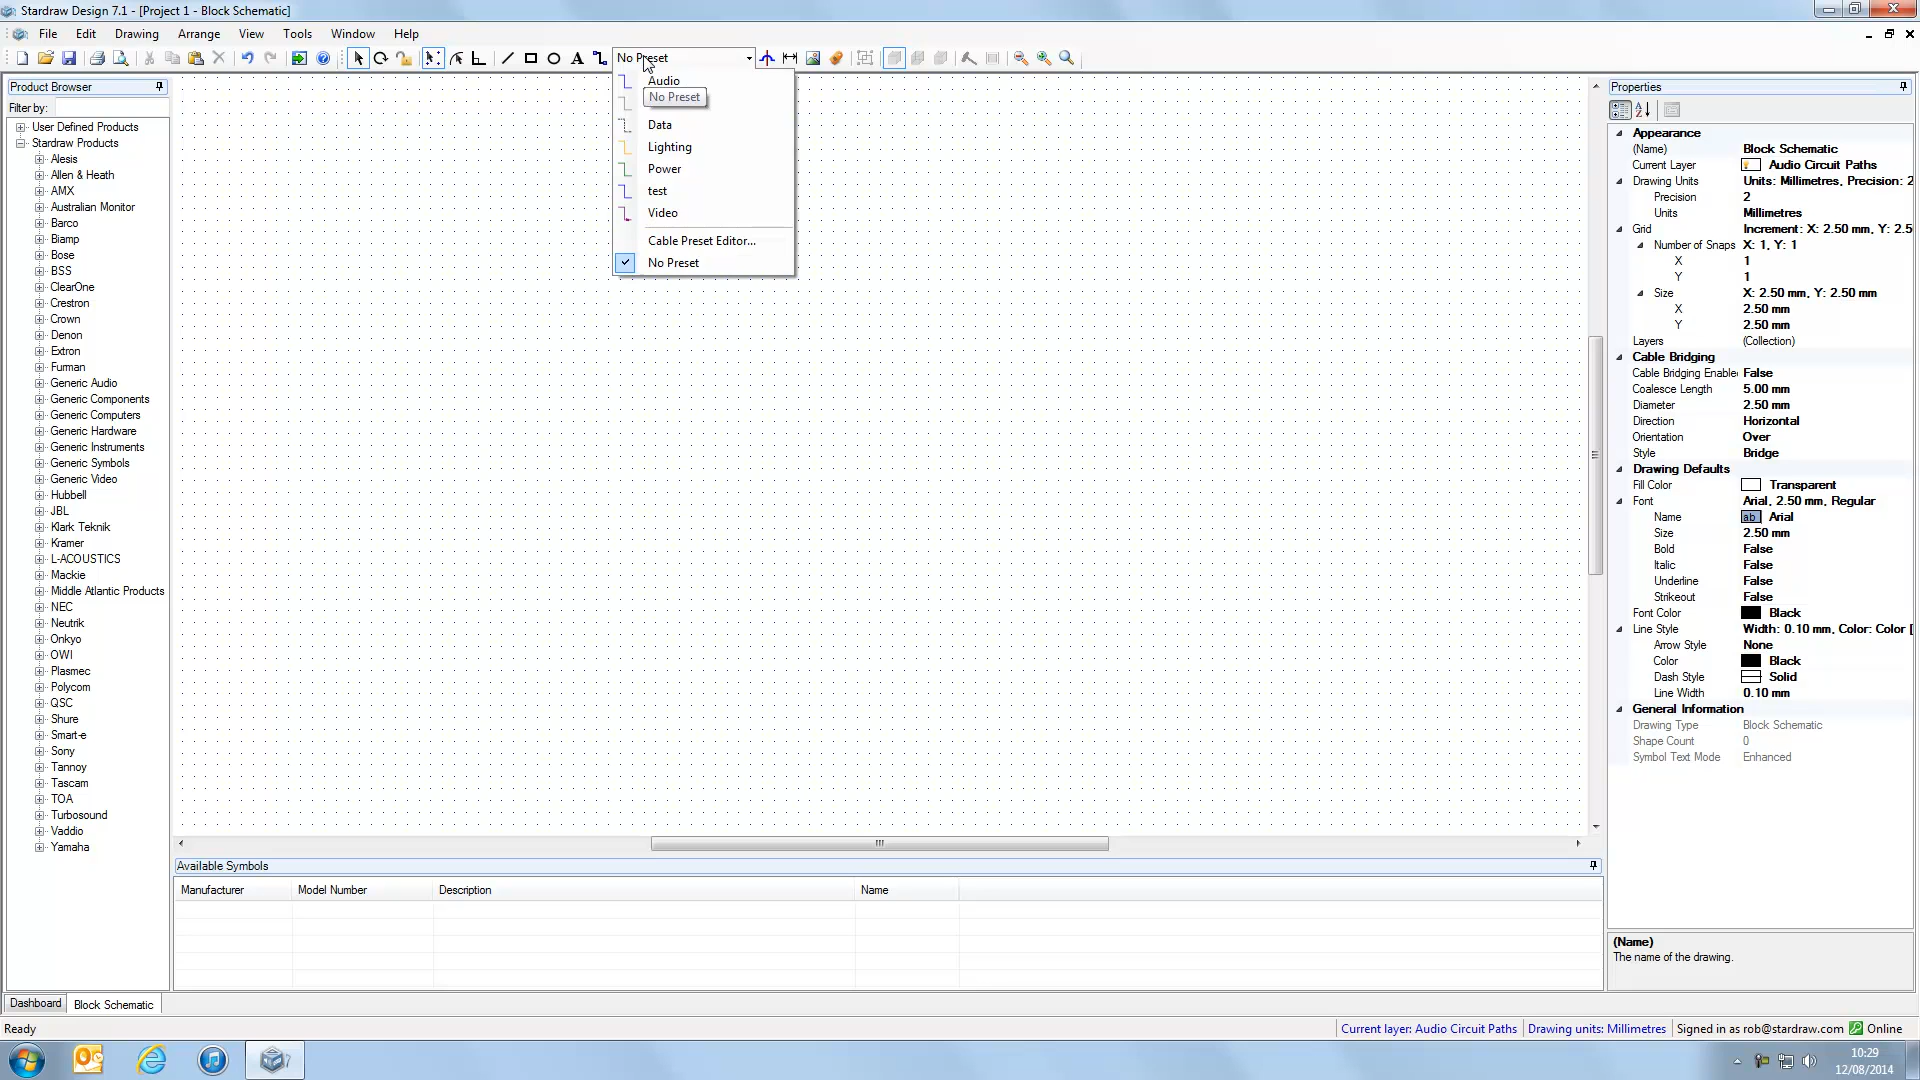 Stardraw Design 7.1 - [Project 1 - Block Schematic]
File Edit Drawing Arrange View Tools Window Help
No Preset
Audio
No Preset
Data
Lighting
Power
test
Video
Cable Preset Editor...
No Preset
Product Browser
Filter by:
User Defined Products
Stardraw Products
Alesis
Allen & Heath
AMX
Australian Monitor
Barco
Biamp
Bose
BSS
ClearOne
Crestron
Crown
Denon
Extron
Furman
Generic Audio
Generic Components
Generic Computers
Generic Hardware
Generic Instruments
Generic Symbols
Generic Video
Hubbell
JBL
Klark Teknik
Kramer
L-ACOUSTICS
Mackie
Middle Atlantic Products
NEC
Neutrik
Onkyo
OWI
Plasmec
Polycom
QSC
Shure
Smart-e
Sony
Tannoy
Tascam
TOA
Turbosound
Vaddio
Yamaha
Properties
Appearance
(Name) Block Schematic
Current Layer Audio Circuit Paths
Drawing Units Units: Millimetres, Precision: 2
Precision 2
Units Millimetres
Grid Increment: X: 2.50 mm, Y: 2.5
Number of Snaps X: 1, Y: 1
X 1
Y 1
Size X: 2.50 mm, Y: 2.50 mm
X 2.50 mm
Y 2.50 mm
Layers (Collection)
Cable Bridging
Cable Bridging Enable False
Coalesce Length 5.00 mm
Diameter 2.50 mm
Direction Horizontal
Orientation Over
Style Bridge
Drawing Defaults
Fill Color Transparent
Font Arial, 2.50 mm, Regular
Name ab Arial
Size 2.50 mm
Bold False
Italic False
Underline False
Strikeout False
Font Color Black
Line Style Width: 0.10 mm, Color: Color [
Arrow Style None
Color Black
Dash Style Solid
Line Width 0.10 mm
General Information
Drawing Type Block Schematic
Shape Count 0
Symbol Text Mode Enhanced
(Name)
The name of the drawing.
Available Symbols
Manufacturer Model Number Description Name
Dashboard Block Schematic
Ready Current layer: Audio Circuit Paths Drawing units: Millimetres Signed in as rob@stardraw.com Online
10:29
12/08/2014